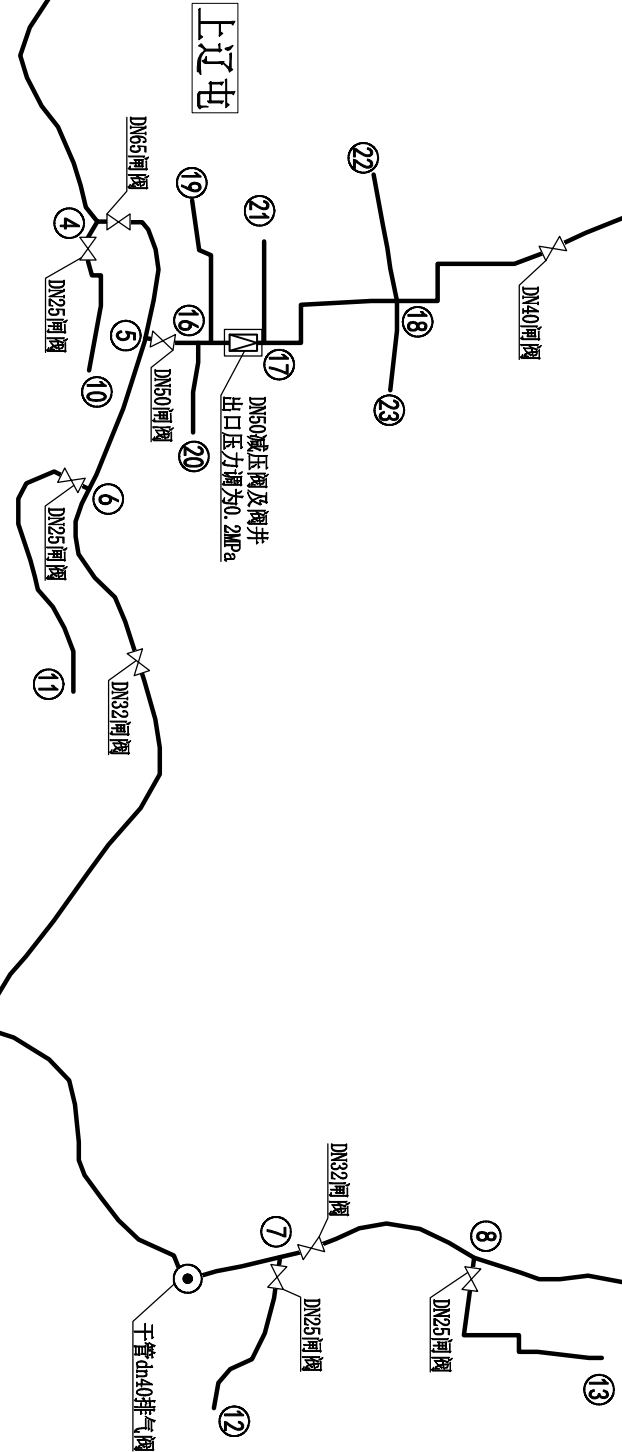 上辽屯
DN65闸阀
④
DN25闸阀
⑩
⑤
DN50闸阀
⑯
⑲
⑳
㉑
⑰
DN50减压阀及阀井
出口压力调为0.2MPa
㉒
⑱
㉓
DN40闸阀
⑥
DN25闸阀
⑪
DN32闸阀
DN32闸阀
⑦
DN25闸阀
⑫
干管dn40排气阀
⑧
DN25闸阀
⑬